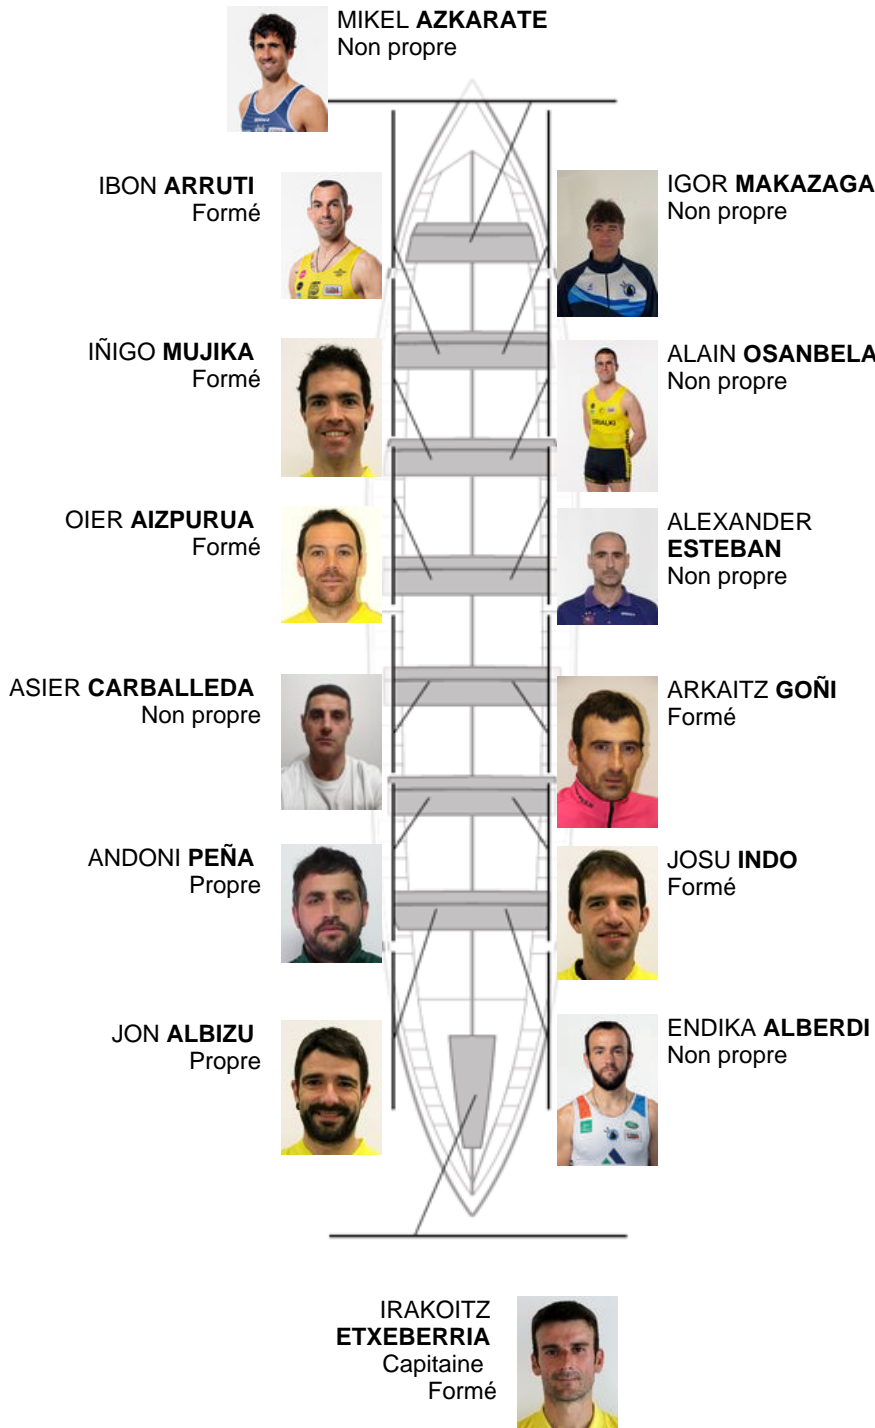 MIKEL AZKARATE
Non propre
IBON ARRUTI
Formé
IGOR MAKAZAGA
Non propre
IÑIGO MUJIKA
Formé
ALAIN OSANBELA
Non propre
OIER AIZPURUA
Formé
ALEXANDER
ESTEBAN
Non propre
ASIER CARBALLEDA
Non propre
ARKAITZ GOÑI
Formé
ANDONI PEÑA
Propre
JOSU INDO
Formé
JON ALBIZU
Propre
ENDIKA ALBERDI
Non propre
IRAKOITZ
ETXEBERRIA
Capitaine
Formé